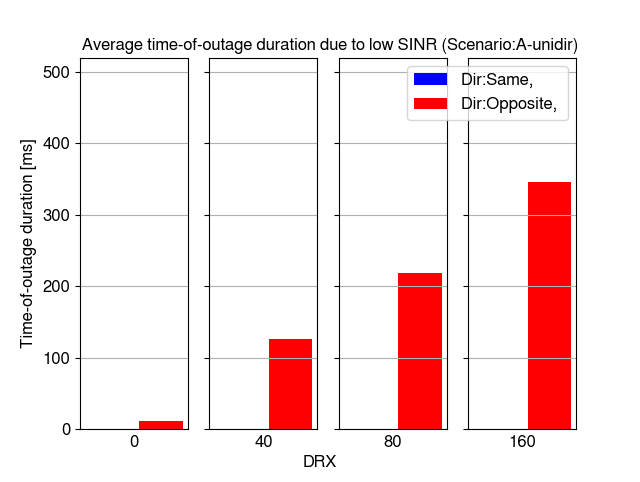 Average time-of-outage duration due to low SINR (Scenario:A-unidir)
Dir:Same,
Dir:Opposite,
Time-of-outage duration [ms]
500
400
300
200
100
0
0
40
80
160
DRX